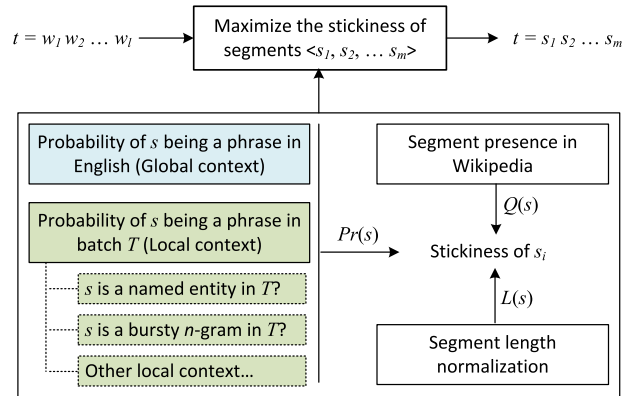 t = w1 w2 … wl
Maximize the stickiness of
segments <s1, s2, … sm>
t = s1 s2 … sm
Probability of s being a phrase in
English (Global context)
Probability of s being a phrase in
batch T (Local context)
s is a named entity in T?
s is a bursty n-gram in T?
Other local context…
Pr(s)
Segment presence in
Wikipedia
Q(s)
Stickiness of si
L(s)
Segment length
normalization